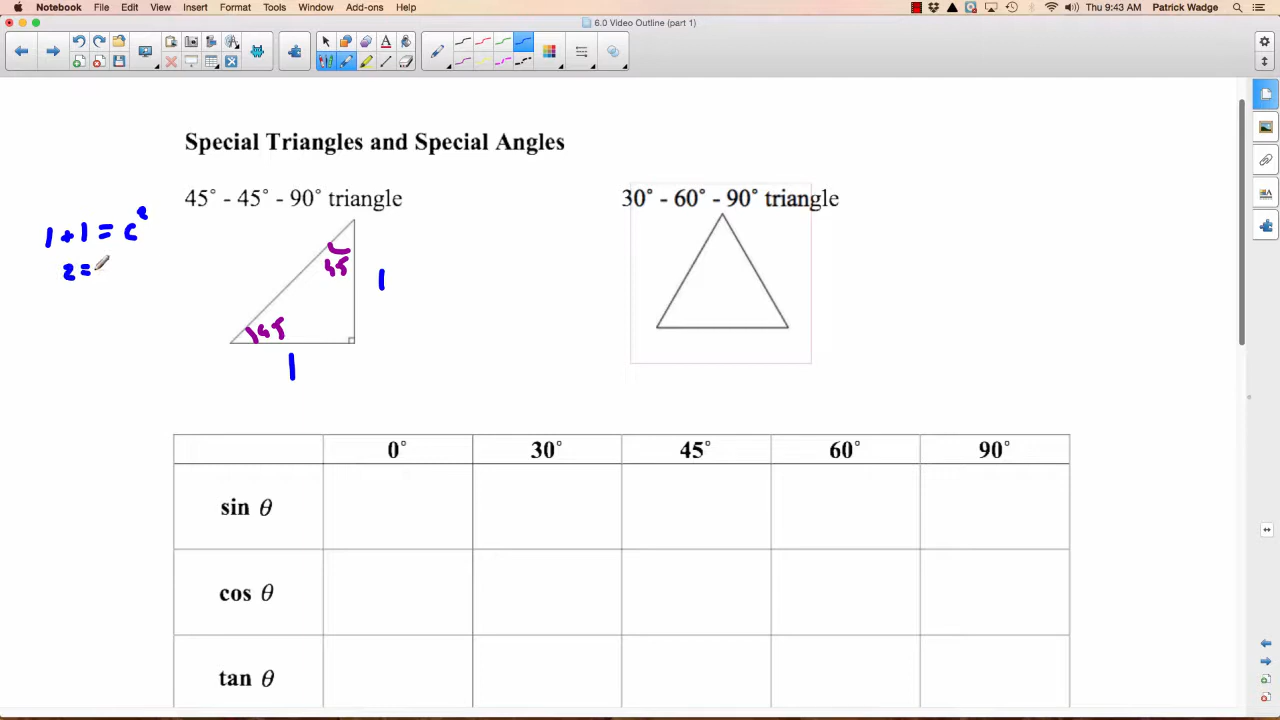 Notebook File Edit View Insert Format Tools Window Add-ons Help Thu 9:43 AM Patrick Wadge
6.0 Video Outline (part 1)
A
Special Triangles and Special Angles
45° - 45° - 90° triangle
30° - 60° - 90° triangle
1 + 1 = c²
2 =
45
1
45
1
0° 30° 45° 60° 90°
sin θ
cos θ
tan θ